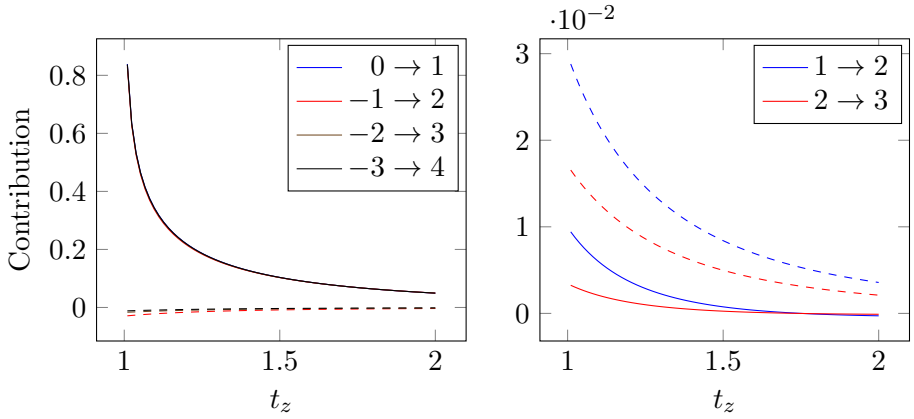 Contribution
0.8
0.6
0.4
0.2
0
1
1.5
2
t_z
0 → 1
−1 → 2
−2 → 3
−3 → 4
·10⁻²
3
2
1
0
1
1.5
2
t_z
1 → 2
2 → 3